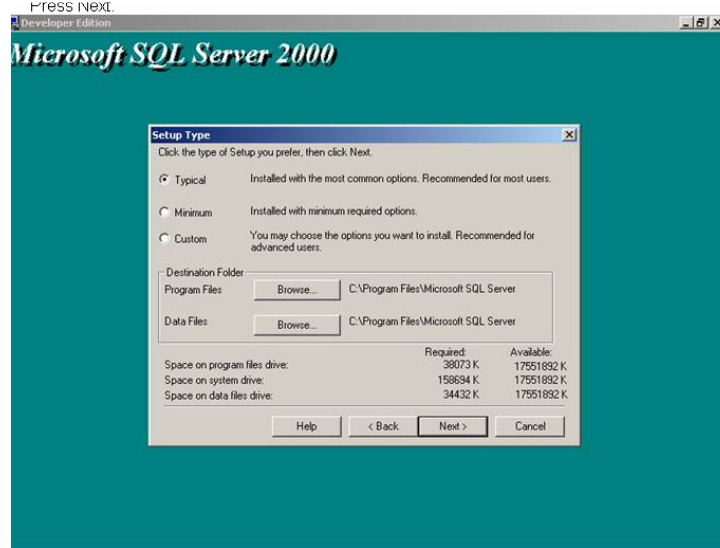 Press Next.
Developer Edition
Microsoft SQL Server 2000
Setup Type
Click the type of Setup you prefer, then click Next.
Typical Installed with the most common options. Recommended for most users.
Minimum Installed with minimum required options.
Custom You may choose the options you want to install. Recommended for
advanced users.
Destination Folder
Program Files Browse... C:\Program Files\Microsoft SQL Server
Data Files Browse... C:\Program Files\Microsoft SQL Server
Required: Available:
Space on program files drive: 38073 K 17551892 K
Space on system drive: 158694 K 17551892 K
Space on data files drive: 34432 K 17551892 K
Help < Back Next > Cancel